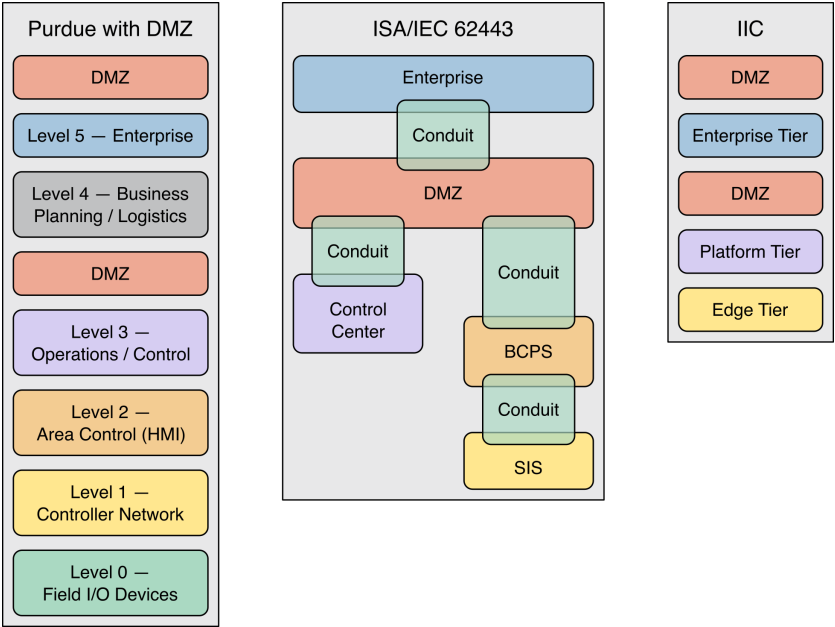 Purdue with DMZ
DMZ
Level 5 — Enterprise
Level 4 — Business
Planning / Logistics
DMZ
Level 3 —
Operations / Control
Level 2 —
Area Control (HMI)
Level 1 —
Controller Network
Level 0 —
Field I/O Devices
ISA/IEC 62443
Enterprise
Conduit
DMZ
Conduit
Conduit
Control
Center
BCPS
Conduit
SIS
IIC
DMZ
Enterprise Tier
DMZ
Platform Tier
Edge Tier